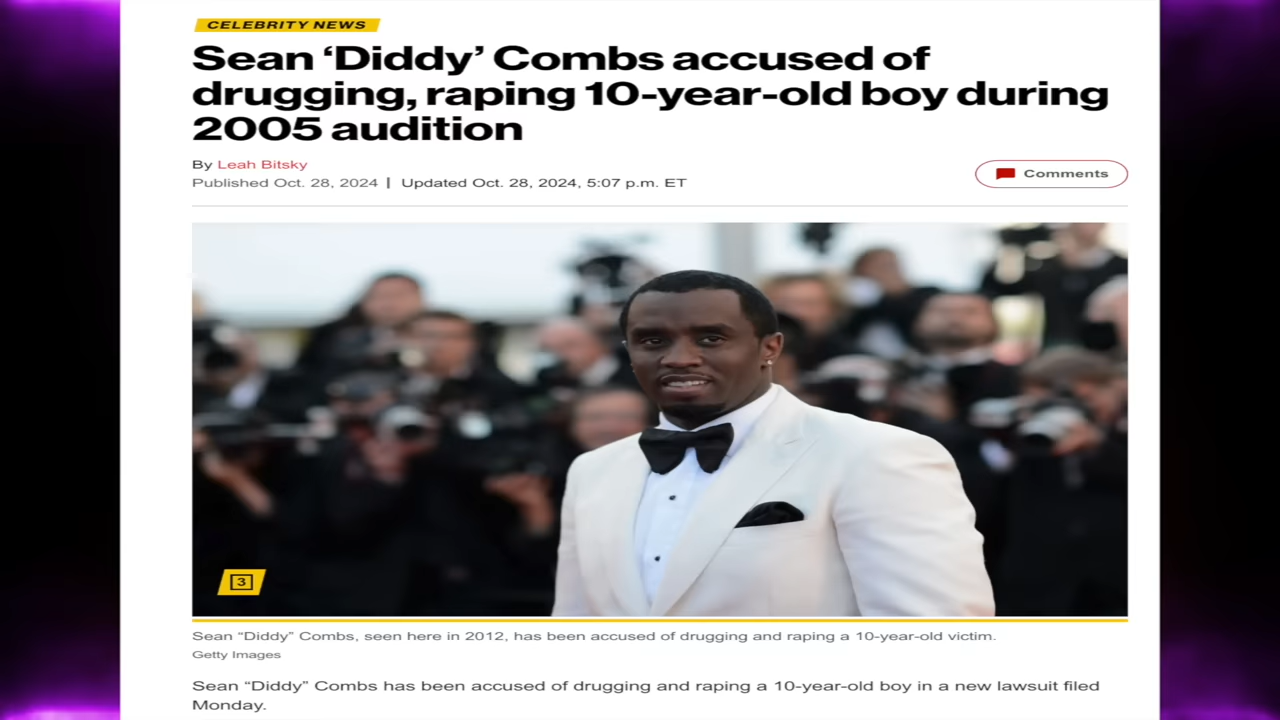 CELEBRITY NEWS
Sean ‘Diddy’ Combs accused of
drugging, raping 10-year-old boy during
2005 audition
By Leah Bitsky
Published Oct. 28, 2024 | Updated Oct. 28, 2024, 5:07 p.m. ET
Comments
3
Sean “Diddy” Combs, seen here in 2012, has been accused of drugging and raping a 10-year-old victim.
Getty Images
Sean “Diddy” Combs has been accused of drugging and raping a 10-year-old boy in a new lawsuit filed
Monday.